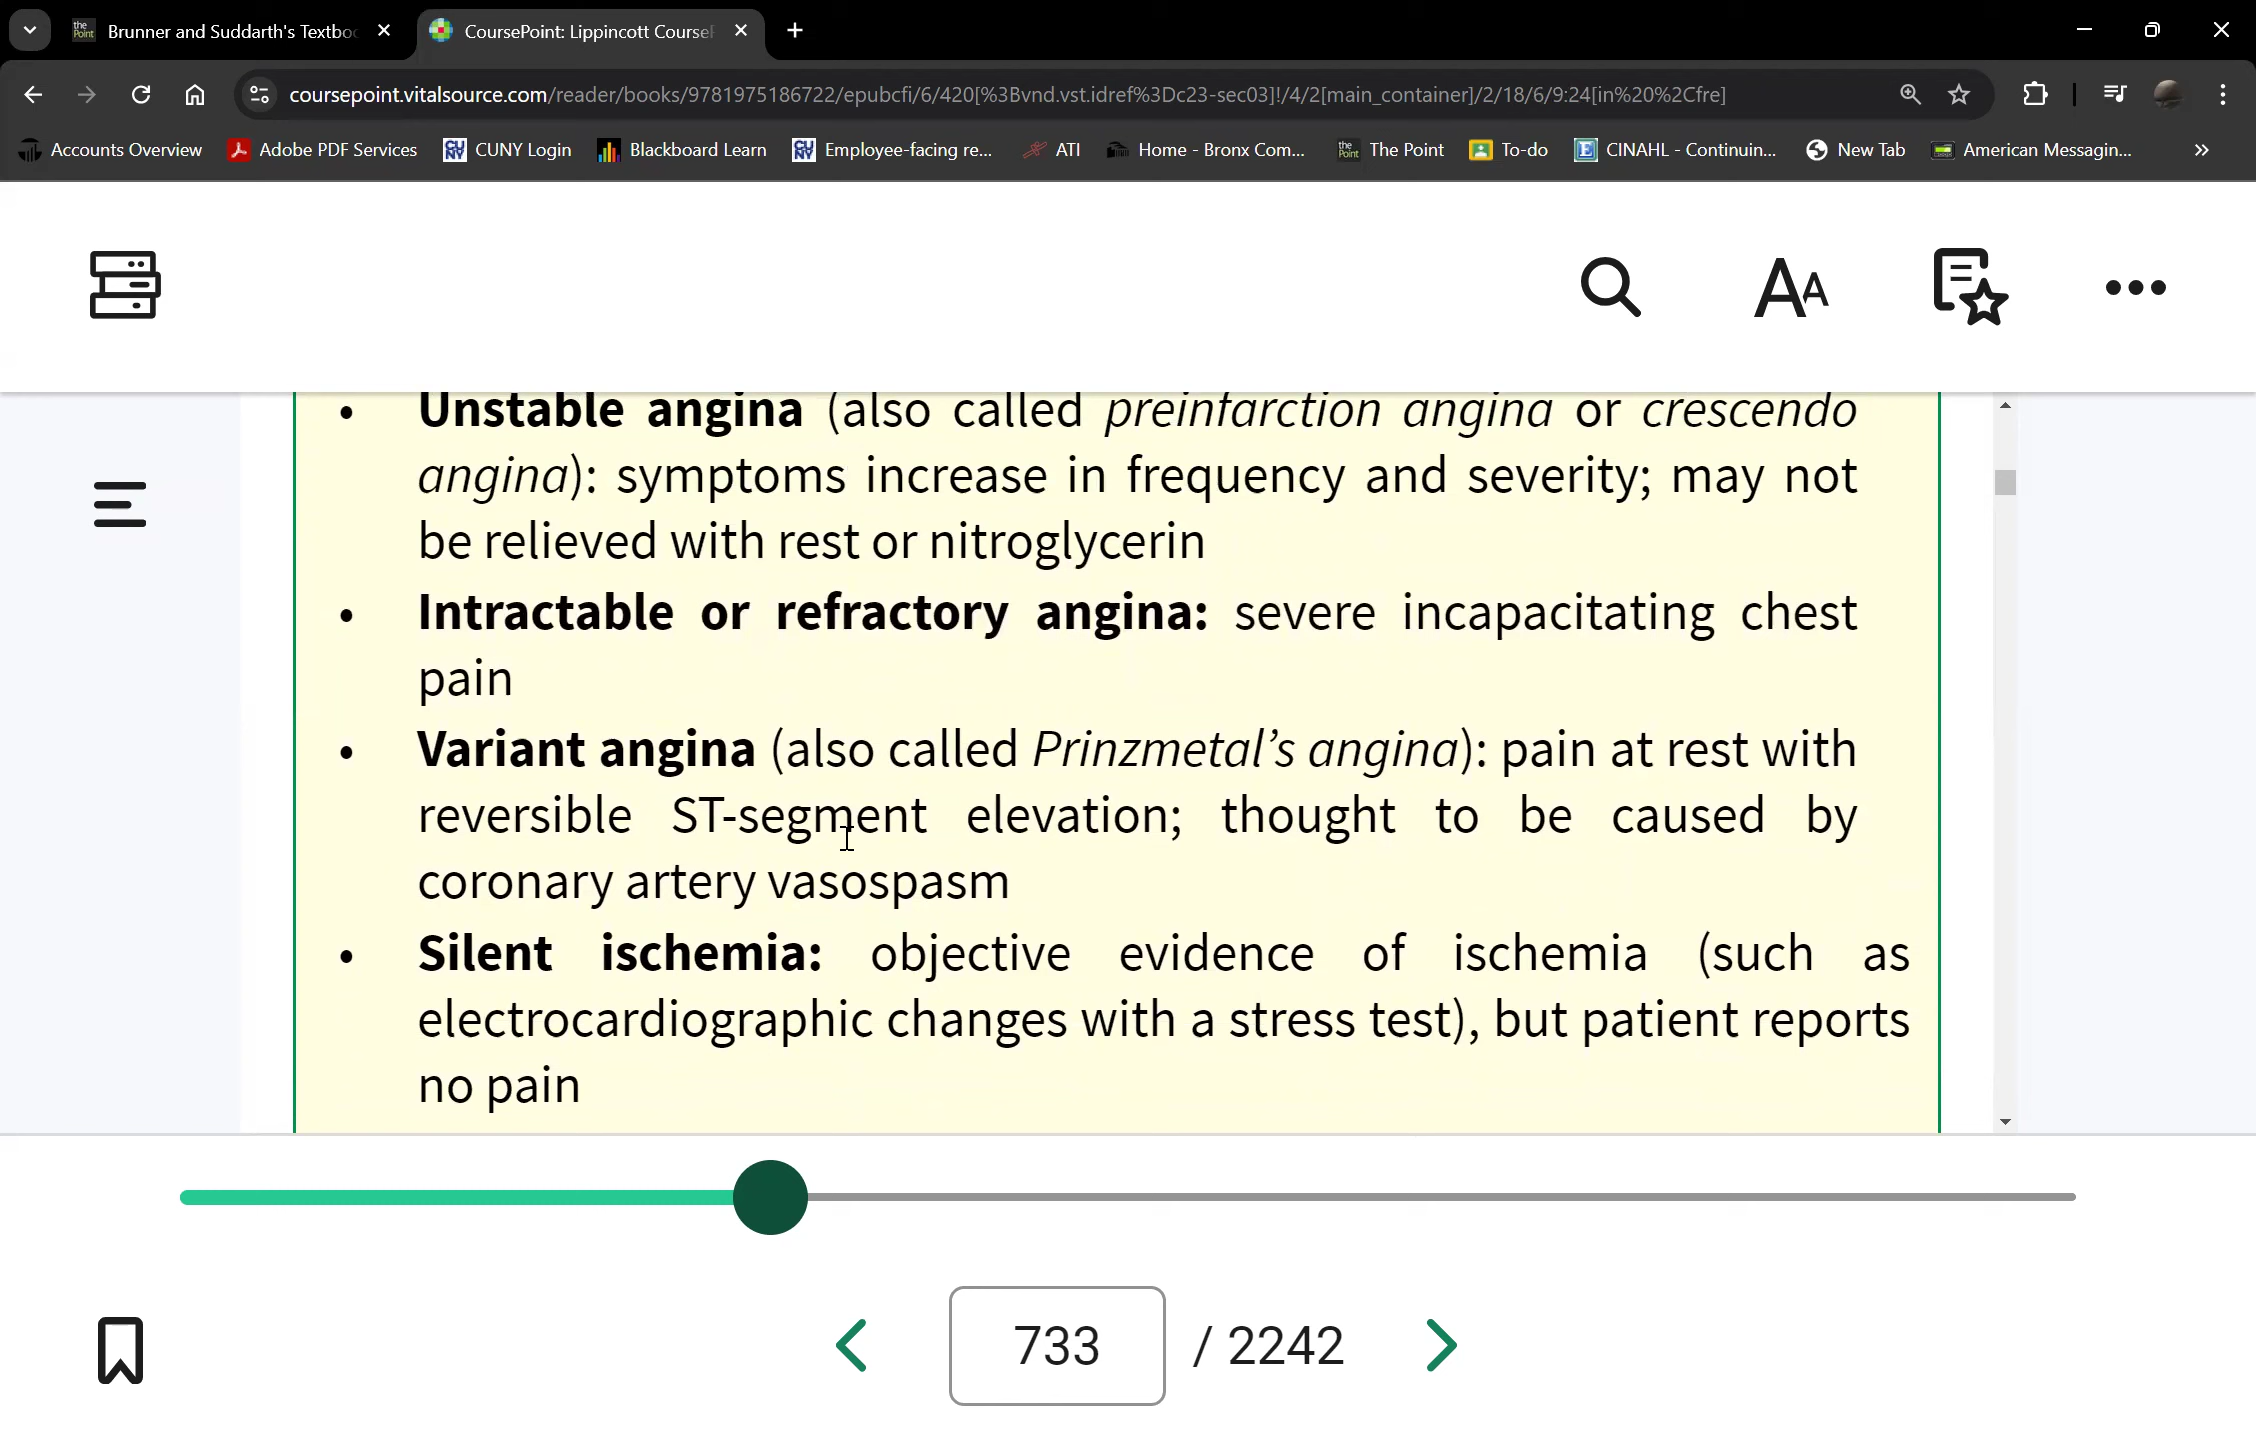 Brunner and Suddarth's Textbo
CoursePoint: Lippincott Course
coursepoint.vitalsource.com/reader/books/9781975186722/epubcfi/6/420[%3Bvnd.vst.idref%3Dc23-sec03]!/4/2[main_container]/2/18/6/9:24[in%20%2Cfre]
Accounts Overview Adobe PDF Services CUNY Login Blackboard Learn Employee-facing re... ATI Home - Bronx Com... The Point To-do CINAHL - Continuin... New Tab American Messagin...
• Unstable angina (also called preinfarction angina or crescendo
angina): symptoms increase in frequency and severity; may not
be relieved with rest or nitroglycerin
• Intractable or refractory angina: severe incapacitating chest
pain
• Variant angina (also called Prinzmetal’s angina): pain at rest with
reversible ST-segment elevation; thought to be caused by
coronary artery vasospasm
• Silent ischemia: objective evidence of ischemia (such as
electrocardiographic changes with a stress test), but patient reports
no pain
733 / 2242